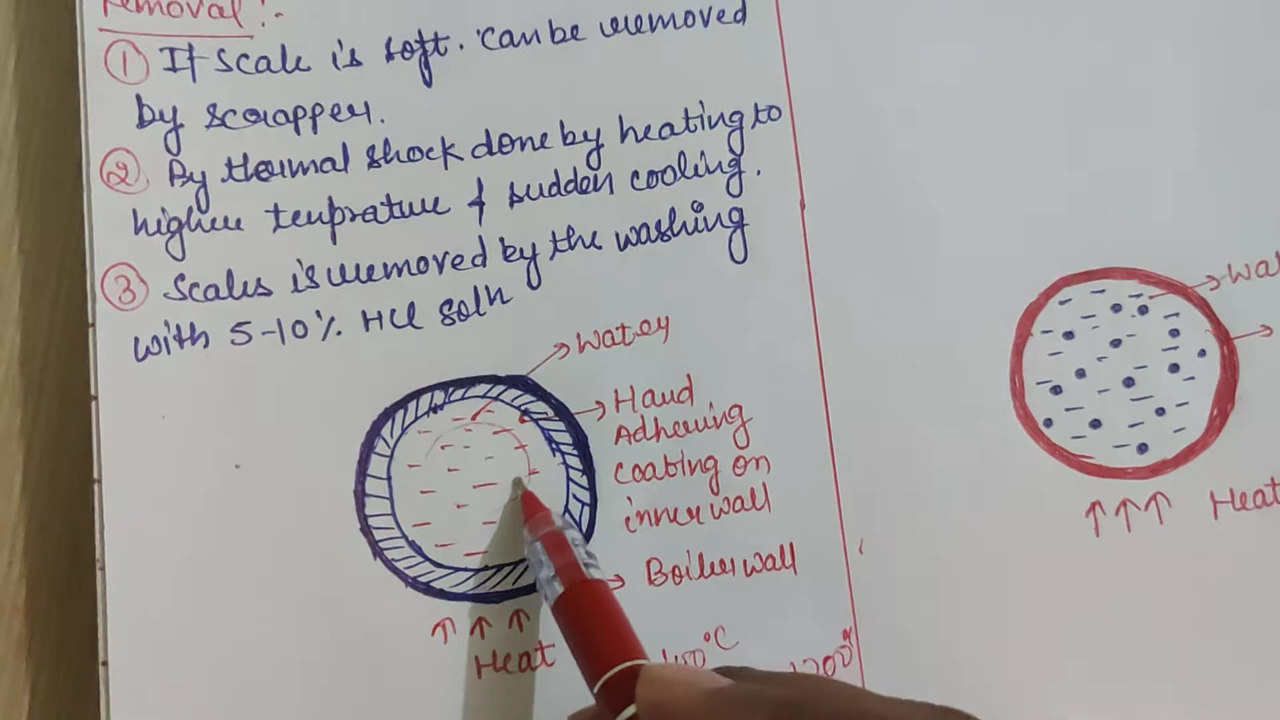 Removal :-
① If scale is soft. Can be removed
by scrapper.
② By thermal shock done by heating to
higher temprature & sudden cooling.
③ Scales is removed by the washing
with 5-10% HCl soln
Water
Hard
Adhering
coating on
inner wall
Boiler wall
↑ ↑ ↑
Heat
↑ ↑ ↑ Heat